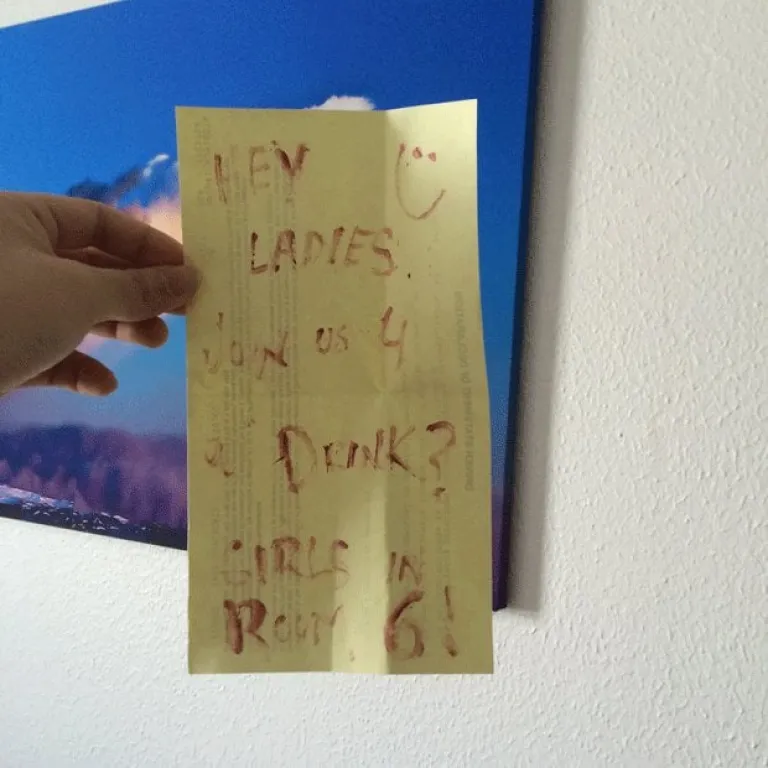 HEY :)
LADIES.
JOIN US 4
a DRINK?
GIRLS IN
ROOM 6!